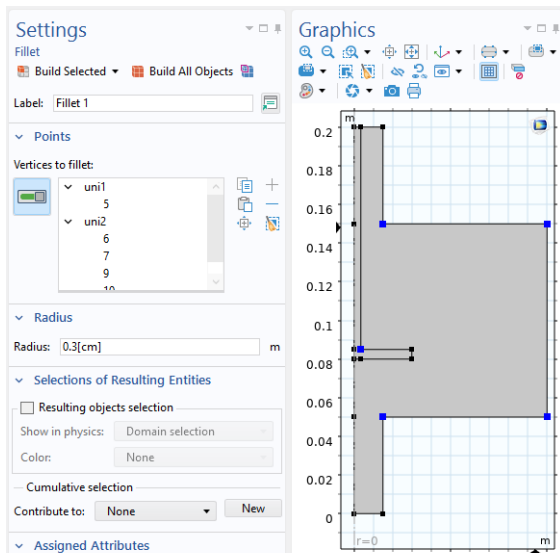 Settings
Fillet
Build Selected
Build All Objects
Label: Fillet 1
Points
Vertices to fillet:
uni1
5
uni2
6
7
9
10
Radius
Radius: 0.3[cm] m
Selections of Resulting Entities
Resulting objects selection
Show in physics: Domain selection
Color: None
Cumulative selection
Contribute to: None New
Assigned Attributes
Graphics
m
0.2
0.18
0.16
0.14
0.12
0.1
0.08
0.06
0.04
0.02
0
r=0
m